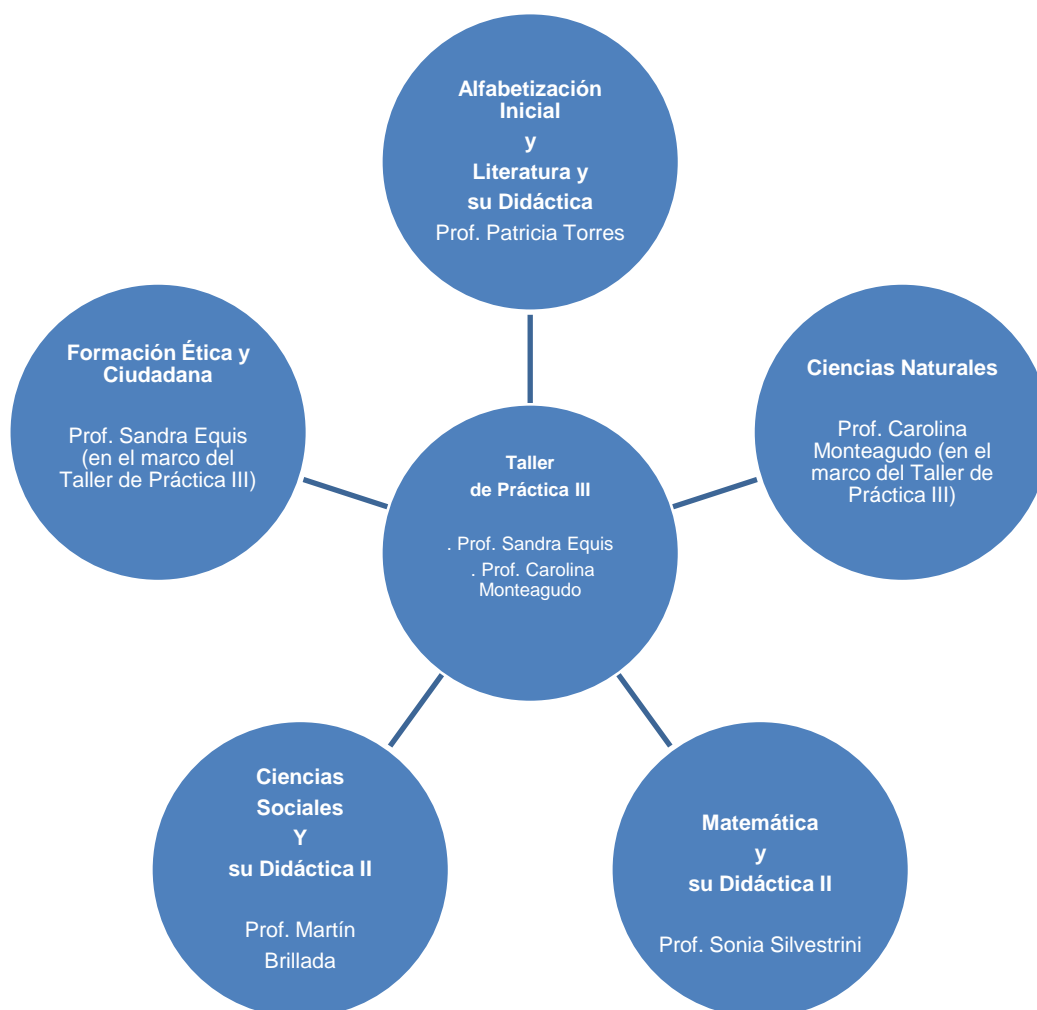 Alfabetización
Inicial
y
Literatura y
su Didáctica
Prof. Patricia Torres
Formación Ética y
Ciudadana
Prof. Sandra Equis
(en el marco del
Taller de Práctica III)
Ciencias Naturales
Prof. Carolina
Monteagudo (en el
marco del Taller de
Práctica III)
Taller
de Práctica III
. Prof. Sandra Equis
. Prof. Carolina
Monteagudo
Ciencias
Sociales
Y
su Didáctica II
Prof. Martín
Brillada
Matemática
y
su Didáctica II
Prof. Sonia Silvestrini